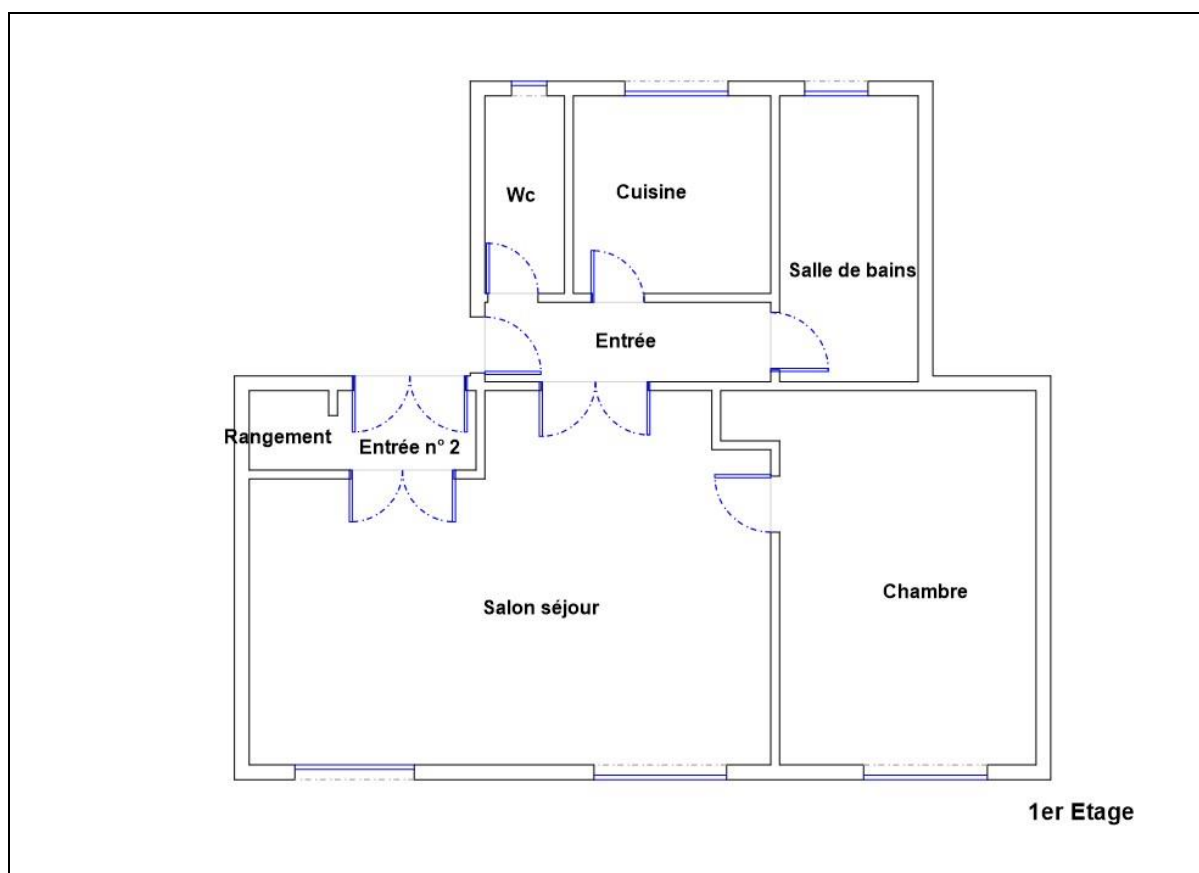 Wc
Cuisine
Salle de bains
Entrée
Rangement
Entrée n° 2
Salon séjour
Chambre
1er Etage